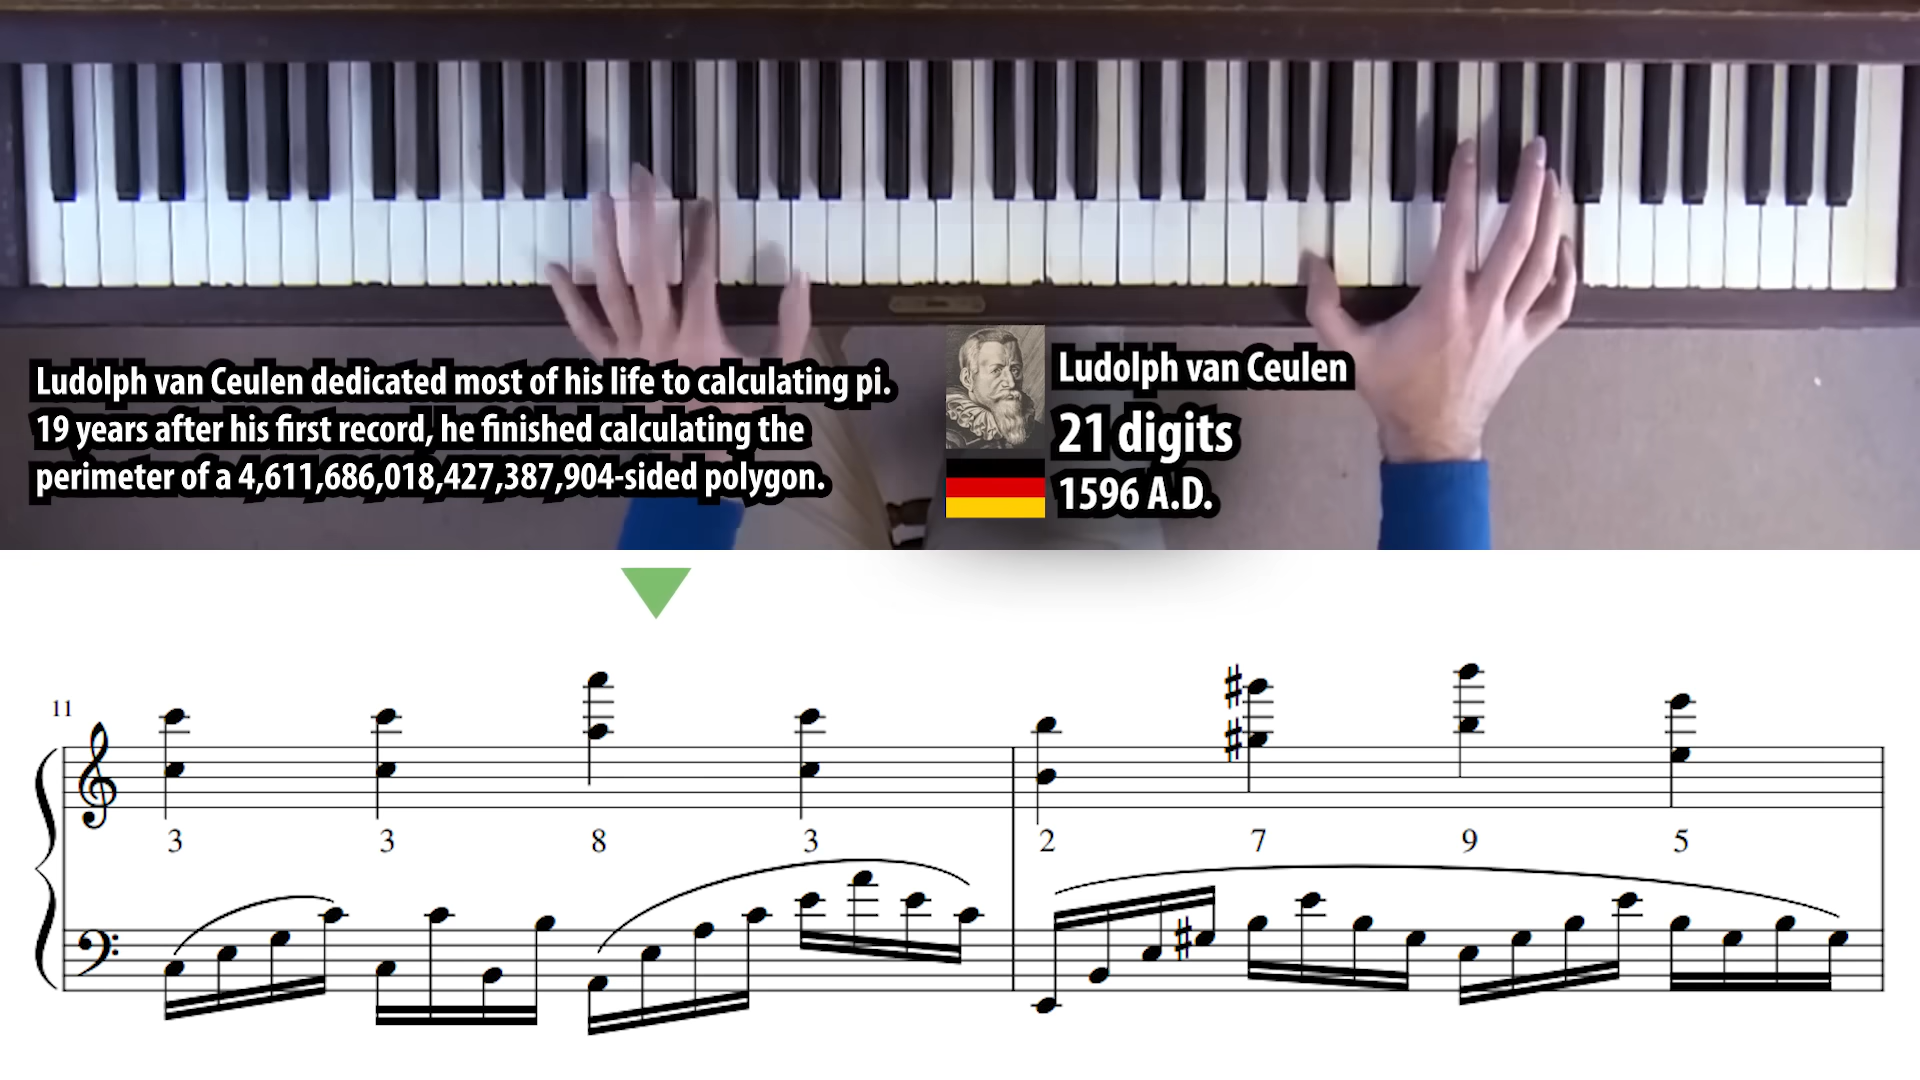 Ludolph van Ceulen dedicated most of his life to calculating pi.
19 years after his first record, he finished calculating the
perimeter of a 4,611,686,018,427,387,904-sided polygon.
Ludolph van Ceulen
21 digits
1596 A.D.
11
3 3 8 3 2 7 9 5